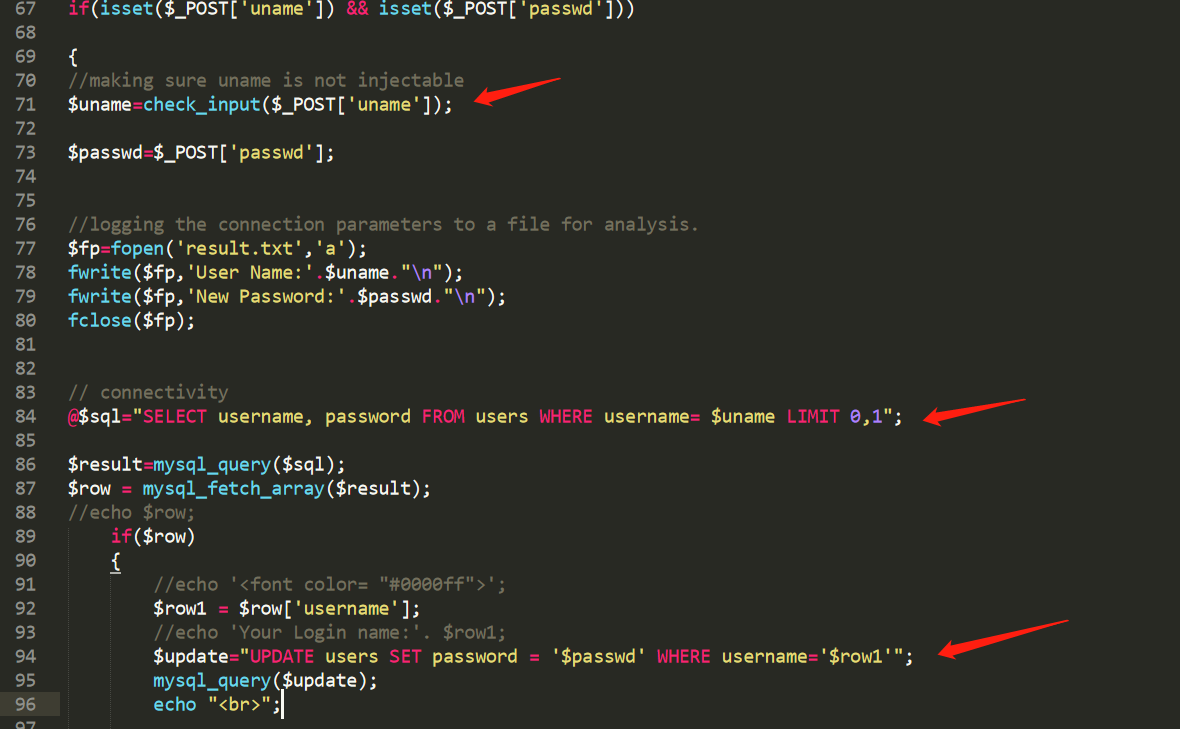 67 if(isset($_POST['uname']) && isset($_POST['passwd']))
68
69 {
70 //making sure uname is not injectable
71 $uname=check_input($_POST['uname']);
72
73 $passwd=$_POST['passwd'];
74
75
76 //logging the connection parameters to a file for analysis.
77 $fp=fopen('result.txt','a');
78 fwrite($fp,'User Name:'.$uname."\n");
79 fwrite($fp,'New Password:'.$passwd."\n");
80 fclose($fp);
81
82
83 // connectivity
84 @$sql="SELECT username, password FROM users WHERE username= $uname LIMIT 0,1";
85
86 $result=mysql_query($sql);
87 $row = mysql_fetch_array($result);
88 //echo $row;
89 if($row)
90 {
91 //echo '<font color= "#0000ff">';
92 $row1 = $row['username'];
93 //echo 'Your Login name:'. $row1;
94 $update="UPDATE users SET password = '$passwd' WHERE username='$row1'";
95 mysql_query($update);
96 echo "<br>";
97